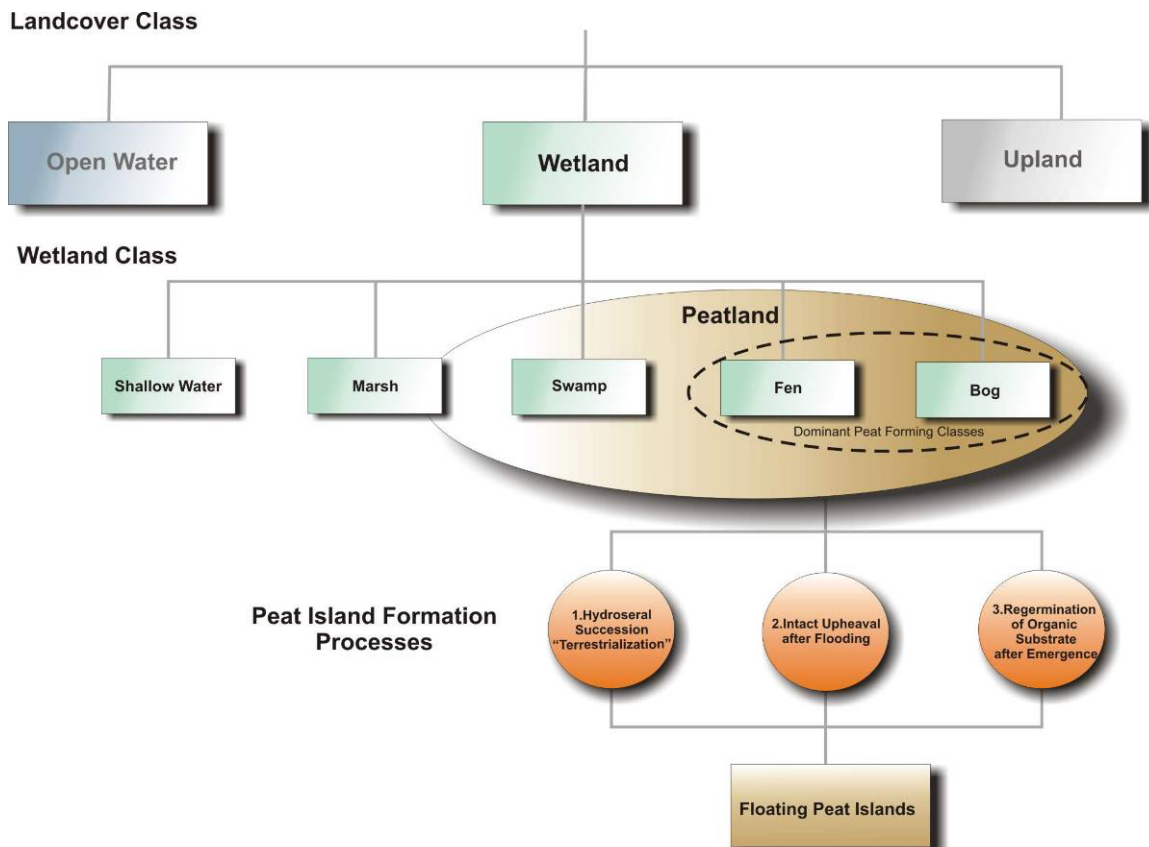 Landcover Class
Open Water
Wetland
Upland
Wetland Class
Peatland
Shallow Water
Marsh
Swamp
Fen
Bog
Dominant Peat Forming Classes
Peat Island Formation
Processes
1.Hydroseral
Succession
“Terrestrialization”
2.Intact Upheaval
after Flooding
3.Regermination
of Organic
Substrate
after Emergence
Floating Peat Islands